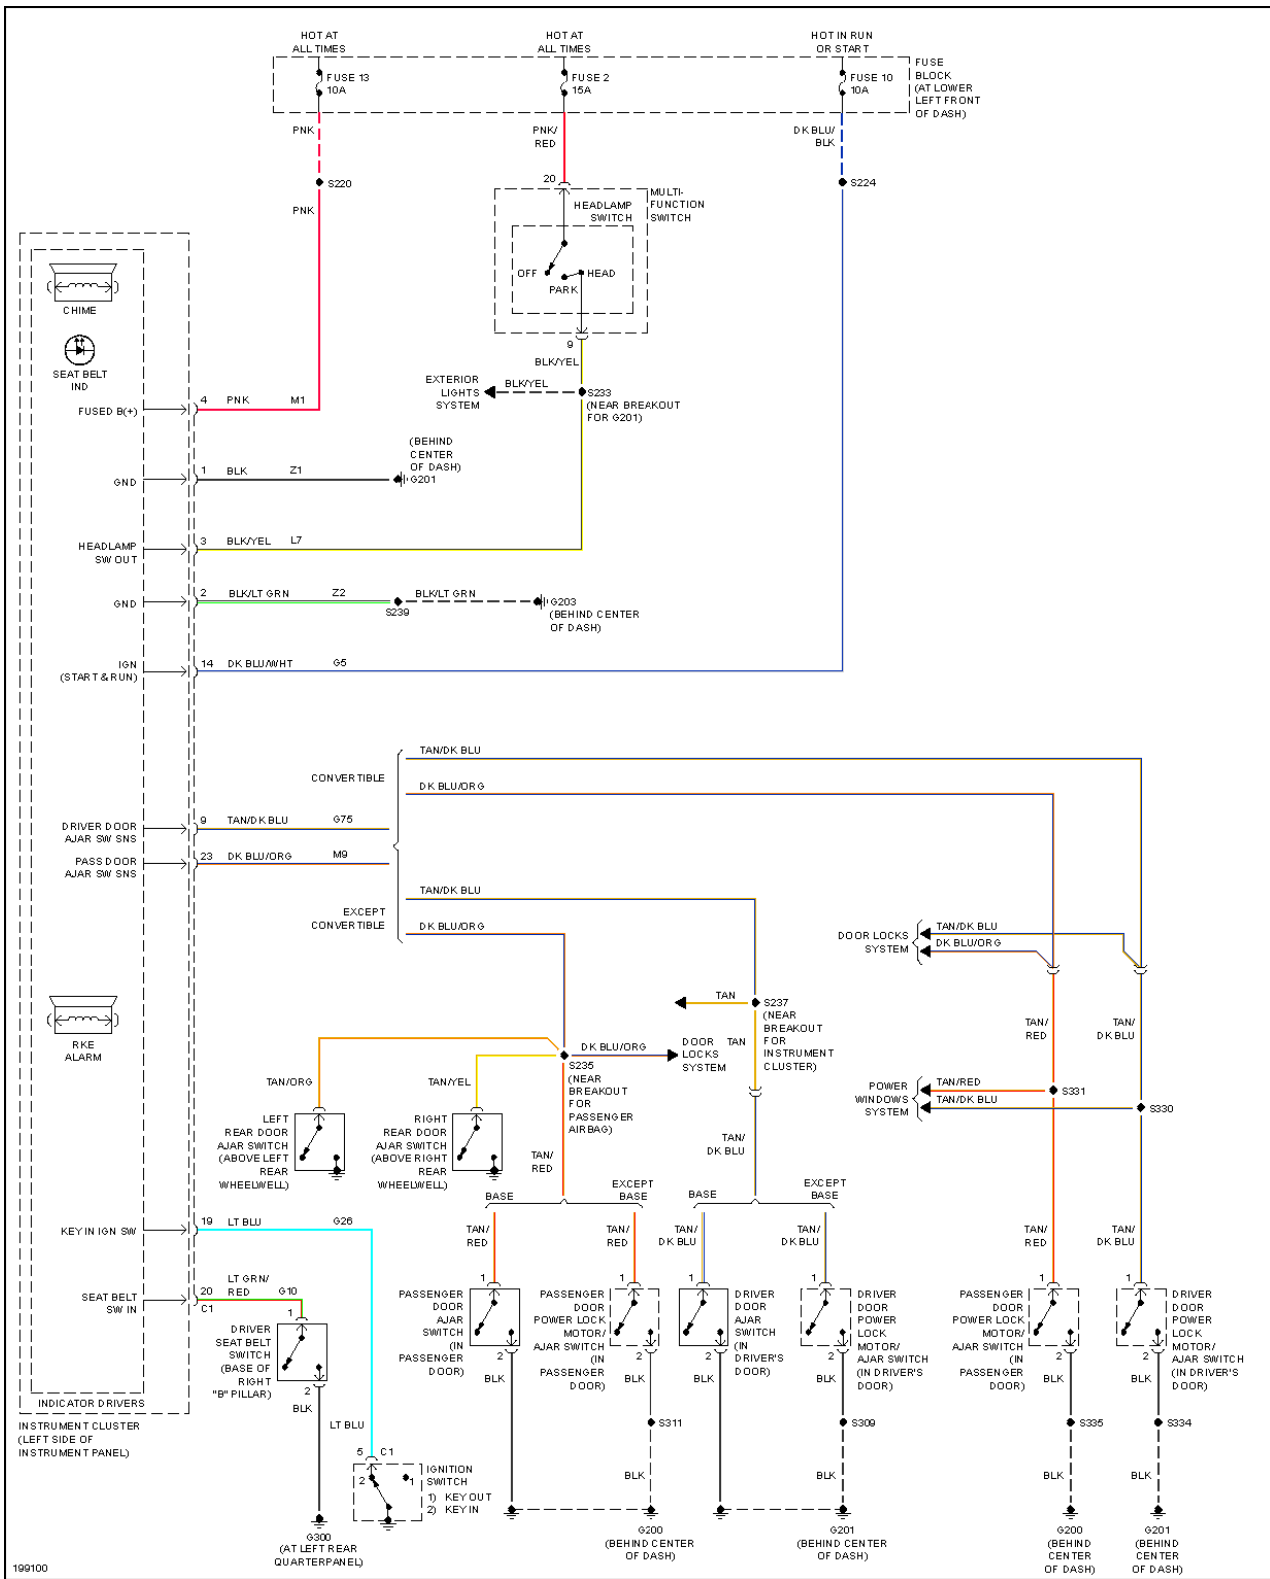 HOT AT
ALL TIMES
HOT AT
ALL TIMES
HOT IN RUN
OR START
FUSE 13
10A
FUSE 2
15A
FUSE 10
10A
FUSE
BLOCK
(AT LOWER
LEFT FRONT
OF DASH)
PNK
PNK/
RED
DK BLU/
BLK
S220
20
S224
PNK
HEADLAMP
SWITCH
MULTI-
FUNCTION
SWITCH
OFF
HEAD
PARK
9
BLK/YEL
CHIME
SEAT BELT
IND
EXTERIOR
LIGHTS
SYSTEM
BLK/YEL
S233
(NEAR BREAKOUT
FOR G201)
FUSED B(+)
4
PNK
M1
(BEHIND
CENTER
OF DASH)
G201
GND
1
BLK
Z1
HEADLAMP
SW OUT
3
BLK/YEL
L7
GND
2
BLK/LT GRN
Z2
S239
BLK/LT GRN
G203
(BEHIND CENTER
OF DASH)
IGN
(START & RUN)
14
DK BLU/WHT
G5
CONVERTIBLE
TAN/DK BLU
DK BLU/ORG
DRIVER DOOR
AJAR SW SNS
9
TAN/DK BLU
G75
PASS DOOR
AJAR SW SNS
23
DK BLU/ORG
M9
EXCEPT
CONVERTIBLE
TAN/DK BLU
DK BLU/ORG
DOOR LOCKS
SYSTEM
TAN/DK BLU
DK BLU/ORG
RKE
ALARM
TAN
S237
(NEAR
BREAKOUT
FOR
INSTRUMENT
CLUSTER)
TAN
DK BLU/ORG
DOOR
LOCKS
SYSTEM
S235
(NEAR
BREAKOUT
FOR
PASSENGER
AIRBAG)
TAN/
RED
TAN/
DK BLU
TAN/ORG
TAN/YEL
POWER
WINDOWS
SYSTEM
TAN/RED
TAN/DK BLU
S331
S330
LEFT
REAR DOOR
AJAR SWITCH
(ABOVE LEFT
REAR
WHEELWELL)
RIGHT
REAR DOOR
AJAR SWITCH
(ABOVE RIGHT
REAR
WHEELWELL)
TAN/
RED
TAN/
DK BLU
BASE
EXCEPT
BASE
BASE
EXCEPT
BASE
KEY IN IGN SW
19
LT BLU
G26
TAN/
RED
TAN/
RED
TAN/
DK BLU
TAN/
DK BLU
TAN/
RED
TAN/
DK BLU
SEAT BELT
SW IN
20
C1
LT GRN/
RED
G10
1
DRIVER
SEAT BELT
SWITCH
(BASE OF
RIGHT
"B" PILLAR)
2
BLK
1
PASSENGER
DOOR
AJAR
SWITCH
(IN
PASSENGER
DOOR)
2
BLK
1
PASSENGER
DOOR
POWER LOCK
MOTOR/
AJAR SWITCH
(IN
PASSENGER
DOOR)
2
BLK
1
DRIVER
DOOR
AJAR
SWITCH
(IN
DRIVER'S
DOOR)
2
BLK
1
DRIVER
DOOR
POWER
LOCK
MOTOR/
AJAR SWITCH
(IN DRIVER'S
DOOR)
2
BLK
1
PASSENGER
DOOR
POWER LOCK
MOTOR/
AJAR SWITCH
(IN
PASSENGER
DOOR)
2
BLK
1
DRIVER
DOOR
POWER
LOCK
MOTOR/
AJAR SWITCH
(IN DRIVER'S
DOOR)
2
BLK
INDICATOR DRIVERS
INSTRUMENT CLUSTER
(LEFT SIDE OF
INSTRUMENT PANEL)
LT BLU
S311
S309
S335
S334
5
C1
2
1
IGNITION
SWITCH
1) KEY OUT
2) KEY IN
BLK
BLK
BLK
BLK
G300
(AT LEFT REAR
QUARTERPANEL)
G200
(BEHIND CENTER
OF DASH)
G201
(BEHIND CENTER
OF DASH)
G200
(BEHIND
CENTER
OF DASH)
G201
(BEHIND
CENTER
OF DASH)
199100